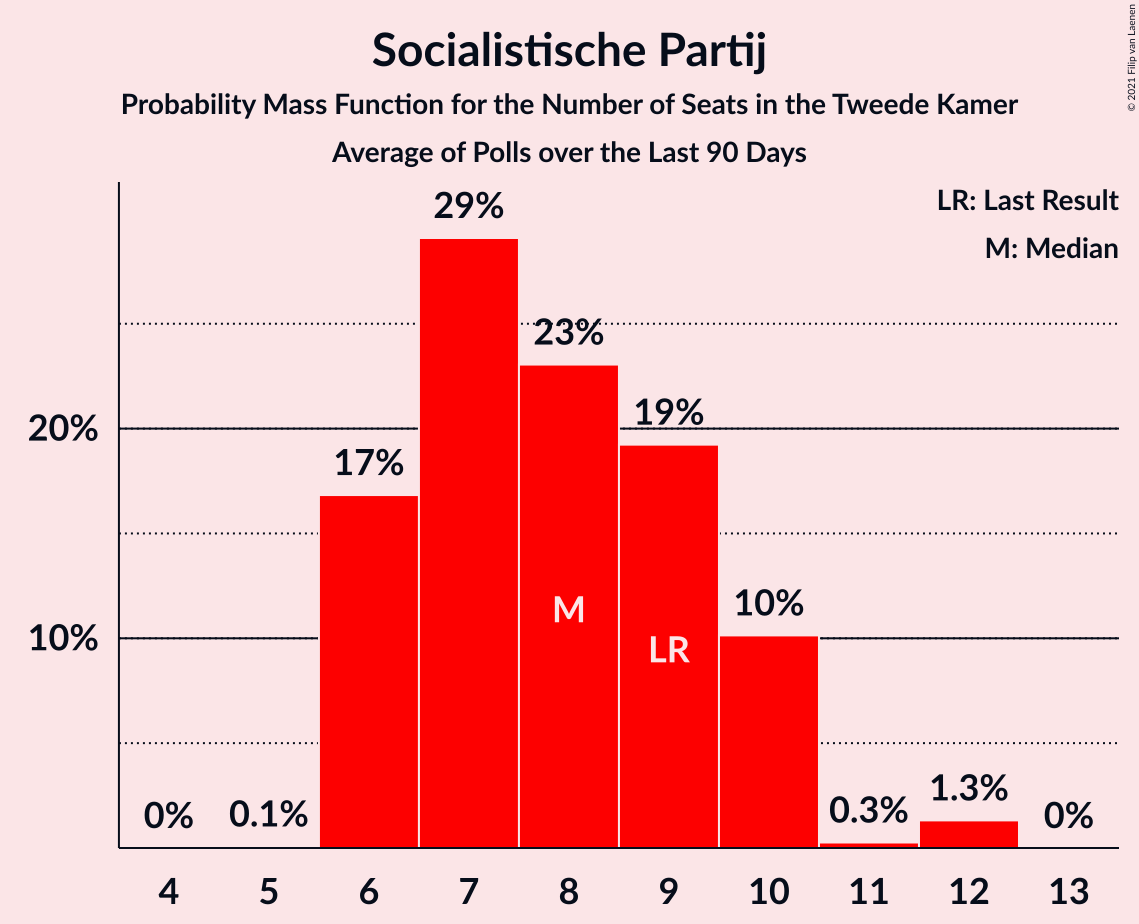 Socialistische Partij
Probability Mass Function for the Number of Seats in the Tweede Kamer
Average of Polls over the Last 90 Days
© 2021 Filip van Laenen
LR: Last Result
M: Median
29%
23%
19%
20%
17%
M
10%
10%
LR
0%
0.1%
0.3%
1.3%
0%
4 5 6 7 8 9 10 11 12 13